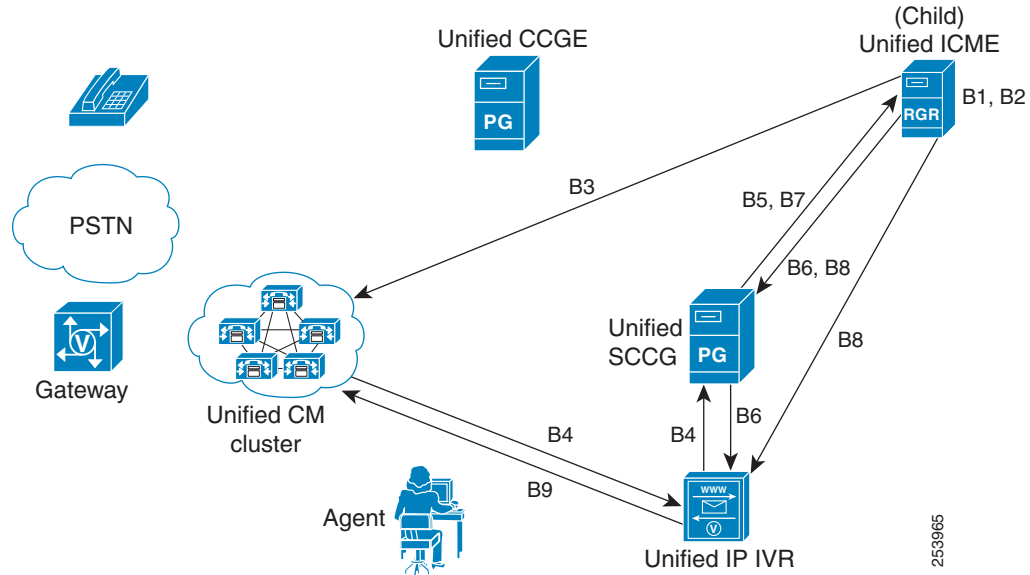 (Child)
Unified ICME
Unified CCGE
PG
RGR
B1, B2
B3
PSTN
B5, B7
B6, B8
V
Gateway
Unified
SCCG
PG
B8
Unified CM
cluster
B4
B4
B6
B9
Agent
WWW
V
Unified IP IVR
253965